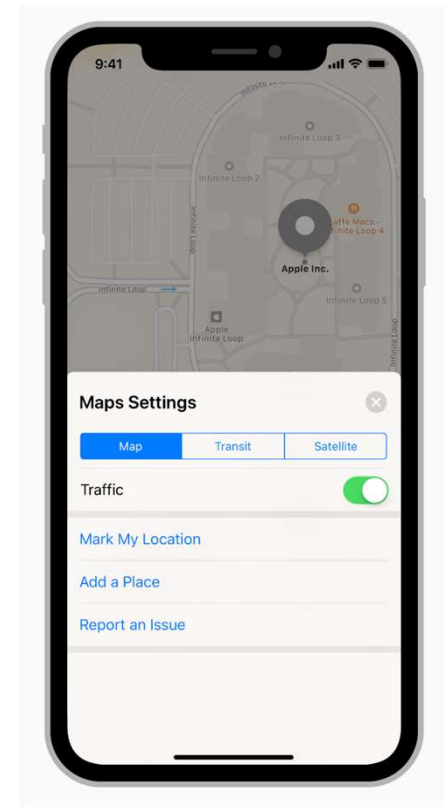 9:41
Infinite Loop 3
Infinite Loop 2
Infinite Loop
Caffè Macs -
Infinite Loop 4
Apple Inc.
Infinite Loop
Infinite Loop 5
Apple
Infinite Loop
Infinite Loop
Maps Settings
Map
Transit
Satellite
Traffic
Mark My Location
Add a Place
Report an Issue